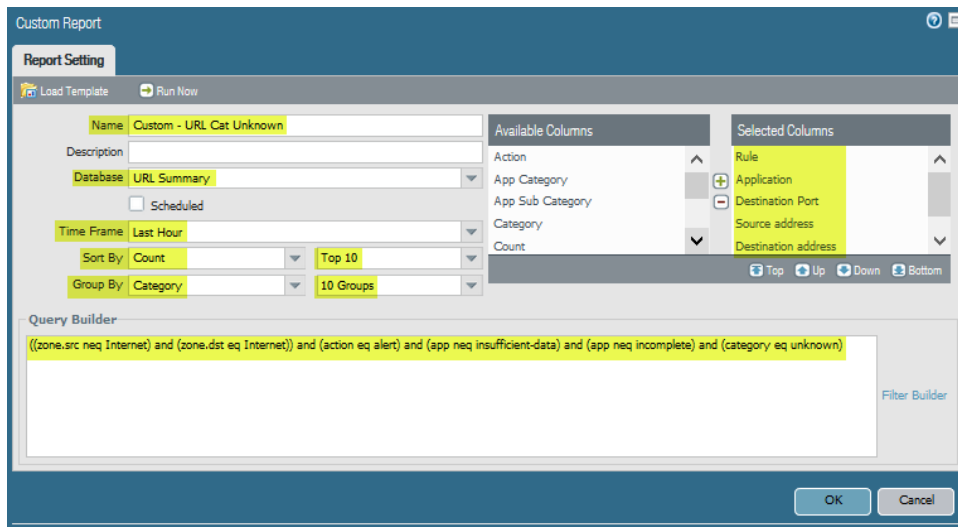 Custom Report
Report Setting
Load Template Run Now
Name Custom - URL Cat Unknown
Description
Database URL Summary
Scheduled
Time Frame Last Hour
Sort By Count Top 10
Group By Category 10 Groups
Available Columns
Action
App Category
App Sub Category
Category
Count
Selected Columns
Rule
Application
Destination Port
Source address
Destination address
Top Up Down Bottom
Query Builder
((zone.src neq Internet) and (zone.dst eq Internet)) and (action eq alert) and (app neq insufficient-data) and (app neq incomplete) and (category eq unknown)
Filter Builder
OK Cancel